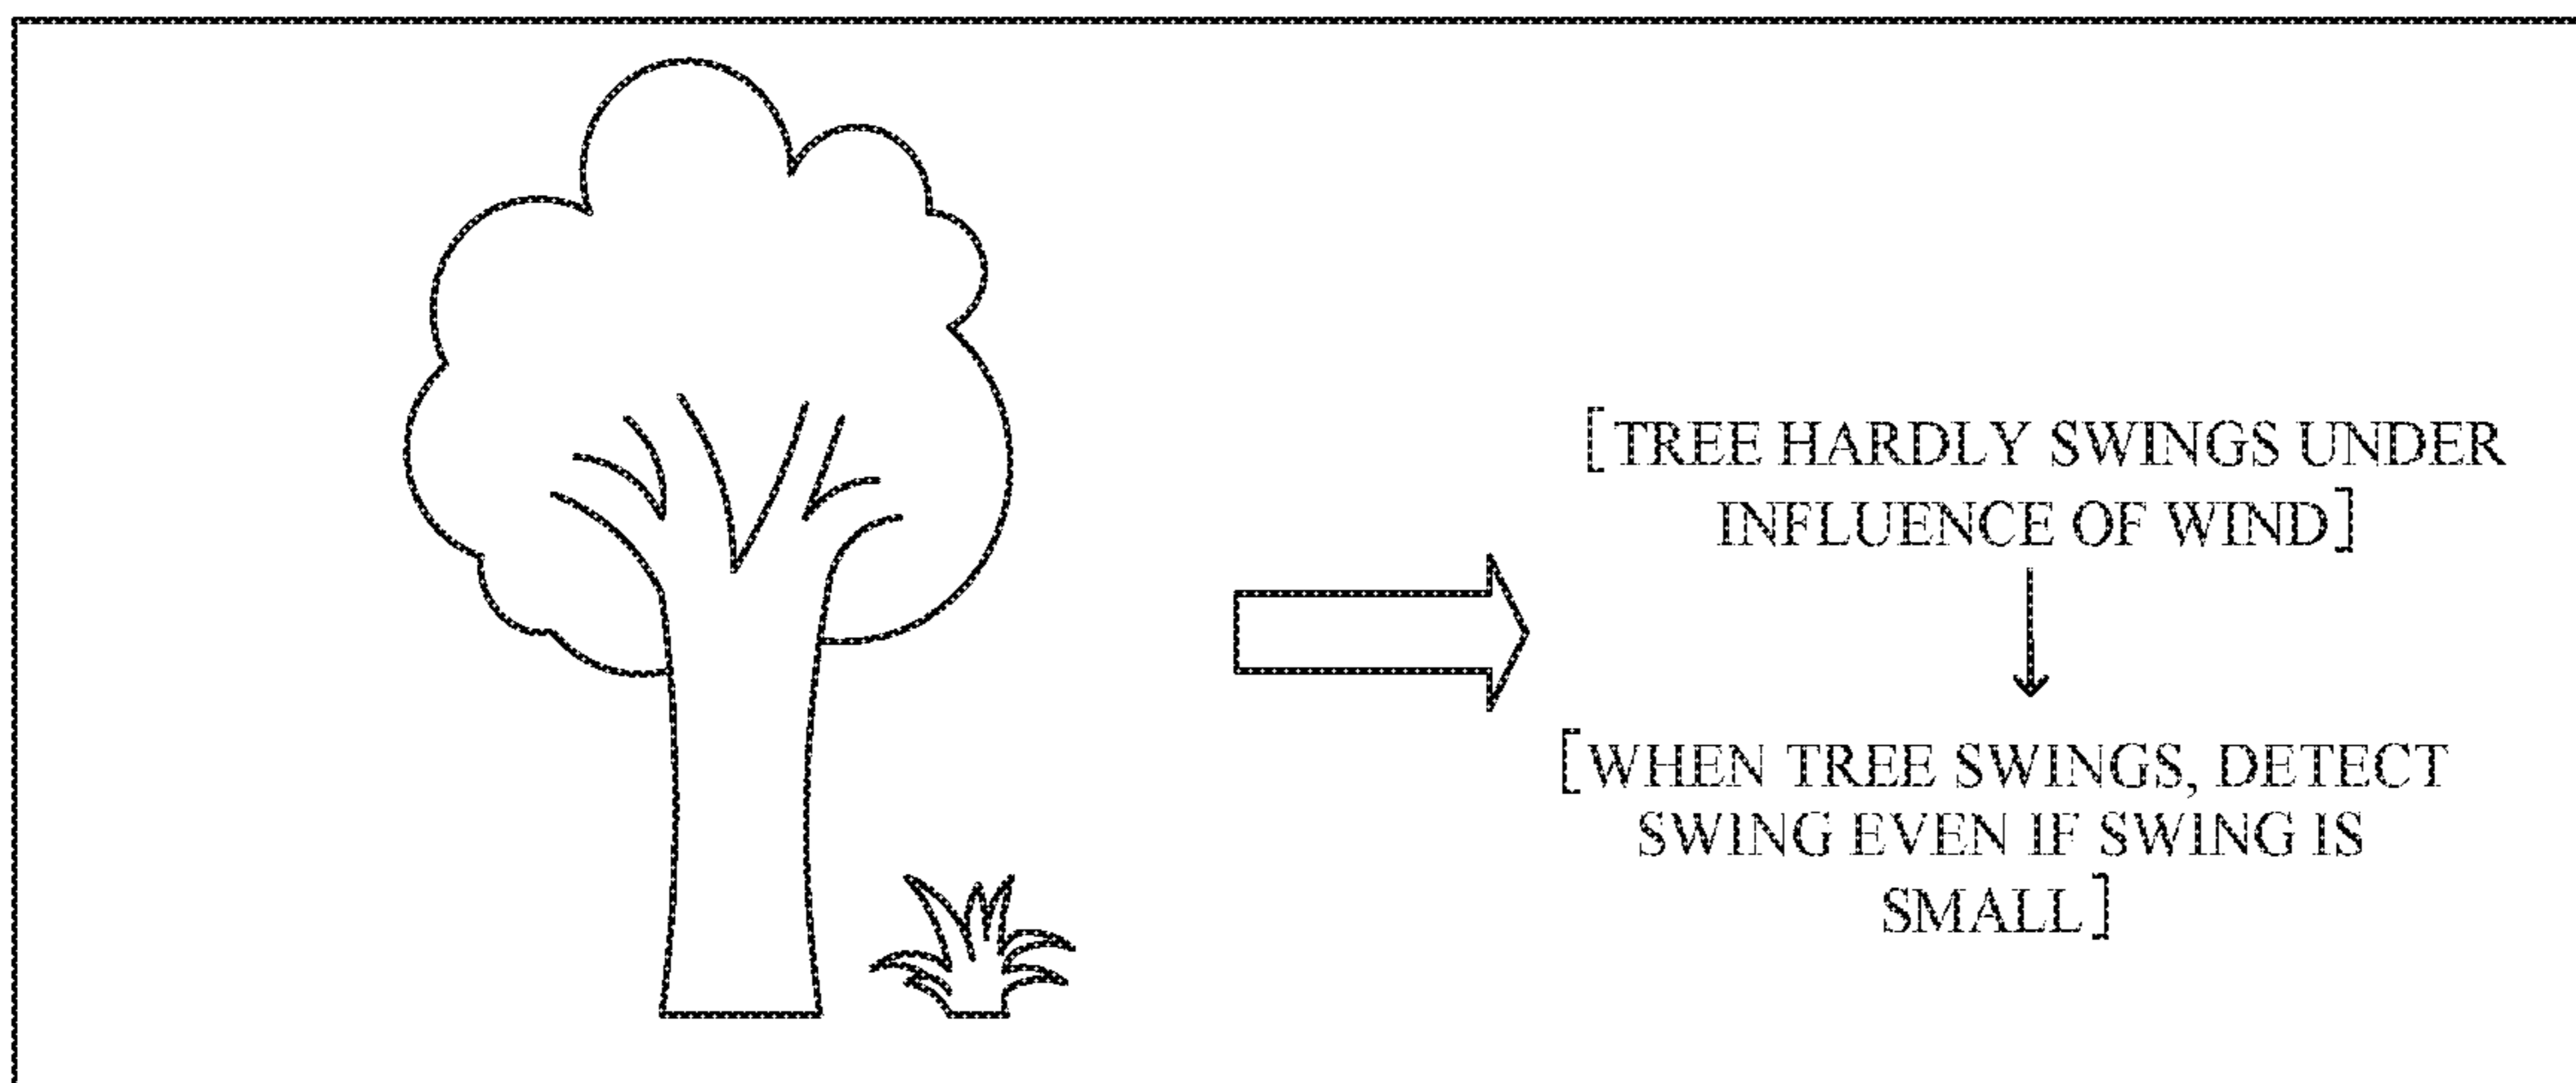 [TREE HARDLY SWINGS UNDER
INFLUENCE OF WIND]
[WHEN TREE SWINGS, DETECT
SWING EVEN IF SWING IS
SMALL]